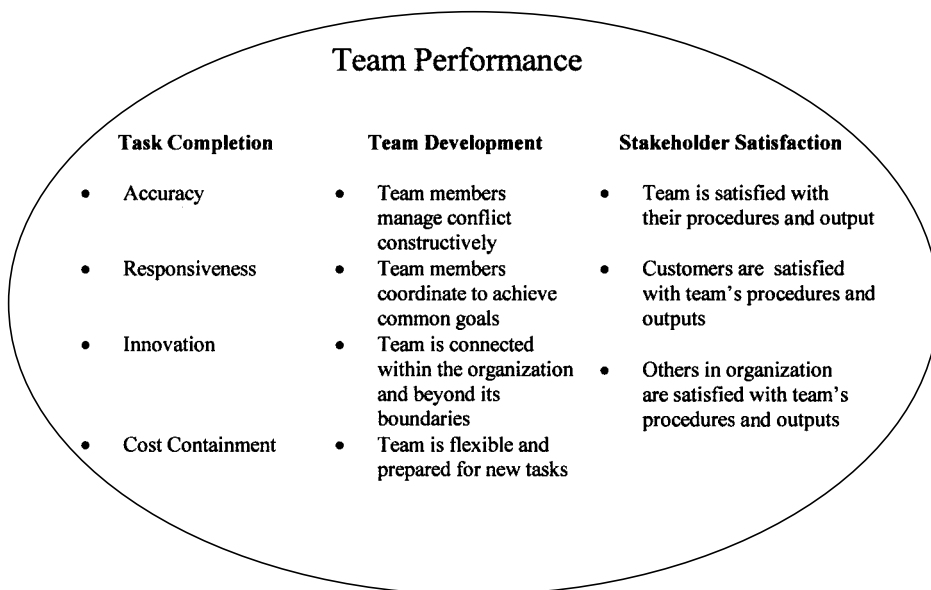 Team Performance
Task Completion
Accuracy
Responsiveness
Innovation
Cost Containment
Team Development
Team members
manage conflict
constructively
Team members
coordinate to achieve
common goals
Team is connected
within the organization
and beyond its
boundaries
Team is flexible and
prepared for new tasks
Stakeholder Satisfaction
Team is satisfied with
their procedures and output
Customers are satisfied
with team's procedures and
outputs
Others in organization
are satisfied with team's
procedures and outputs